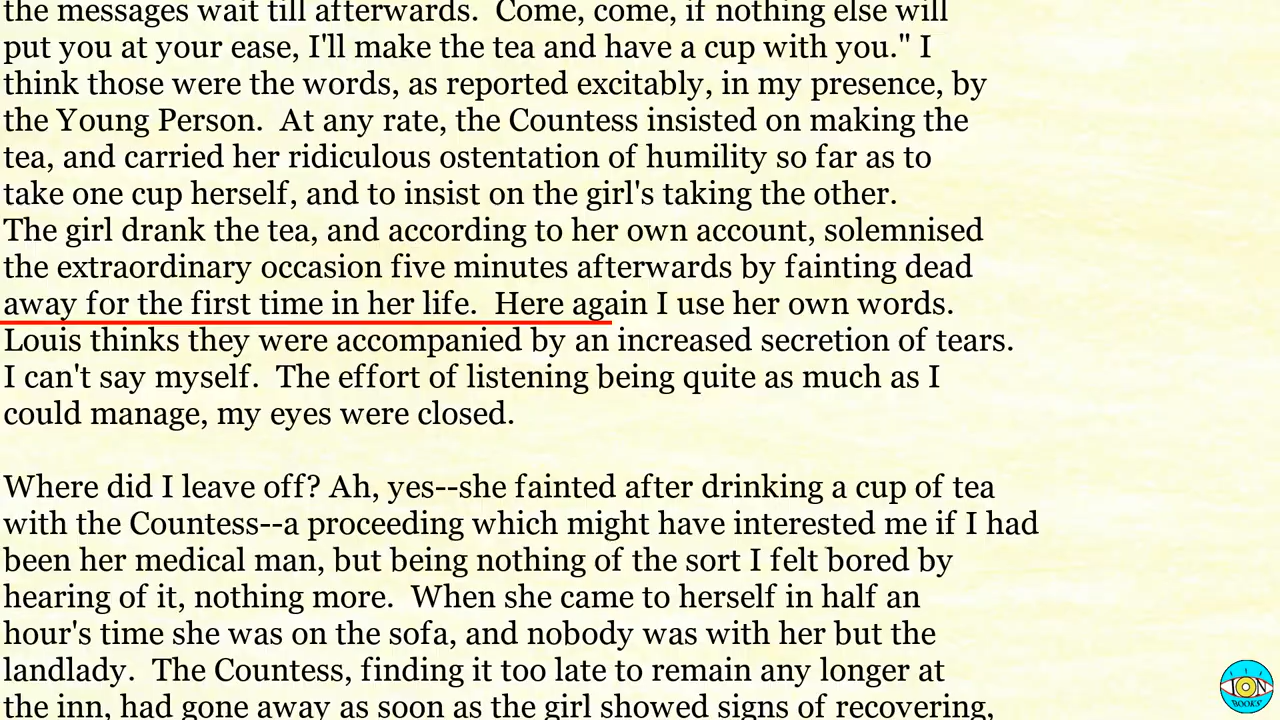 the messages wait till afterwards.  Come, come, if nothing else will
put you at your ease, I'll make the tea and have a cup with you." I
think those were the words, as reported excitably, in my presence, by
the Young Person.  At any rate, the Countess insisted on making the
tea, and carried her ridiculous ostentation of humility so far as to
take one cup herself, and to insist on the girl's taking the other.
The girl drank the tea, and according to her own account, solemnised
the extraordinary occasion five minutes afterwards by fainting dead
away for the first time in her life.  Here again I use her own words.
Louis thinks they were accompanied by an increased secretion of tears.
I can't say myself.  The effort of listening being quite as much as I
could manage, my eyes were closed.
Where did I leave off? Ah, yes--she fainted after drinking a cup of tea
with the Countess--a proceeding which might have interested me if I had
been her medical man, but being nothing of the sort I felt bored by
hearing of it, nothing more.  When she came to herself in half an
hour's time she was on the sofa, and nobody was with her but the
landlady.  The Countess, finding it too late to remain any longer at
the inn, had gone away as soon as the girl showed signs of recovering,
ION
BOOKS